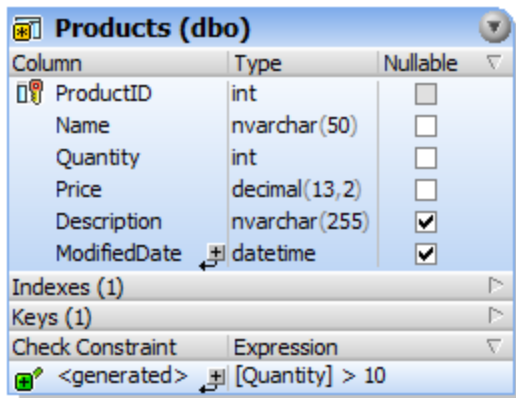 Products (dbo)
Column Type Nullable
ProductID int
Name nvarchar(50)
Quantity int
Price decimal(13,2)
Description nvarchar(255)
ModifiedDate datetime
Indexes (1)
Keys (1)
Check Constraint Expression
<generated> [Quantity] > 10